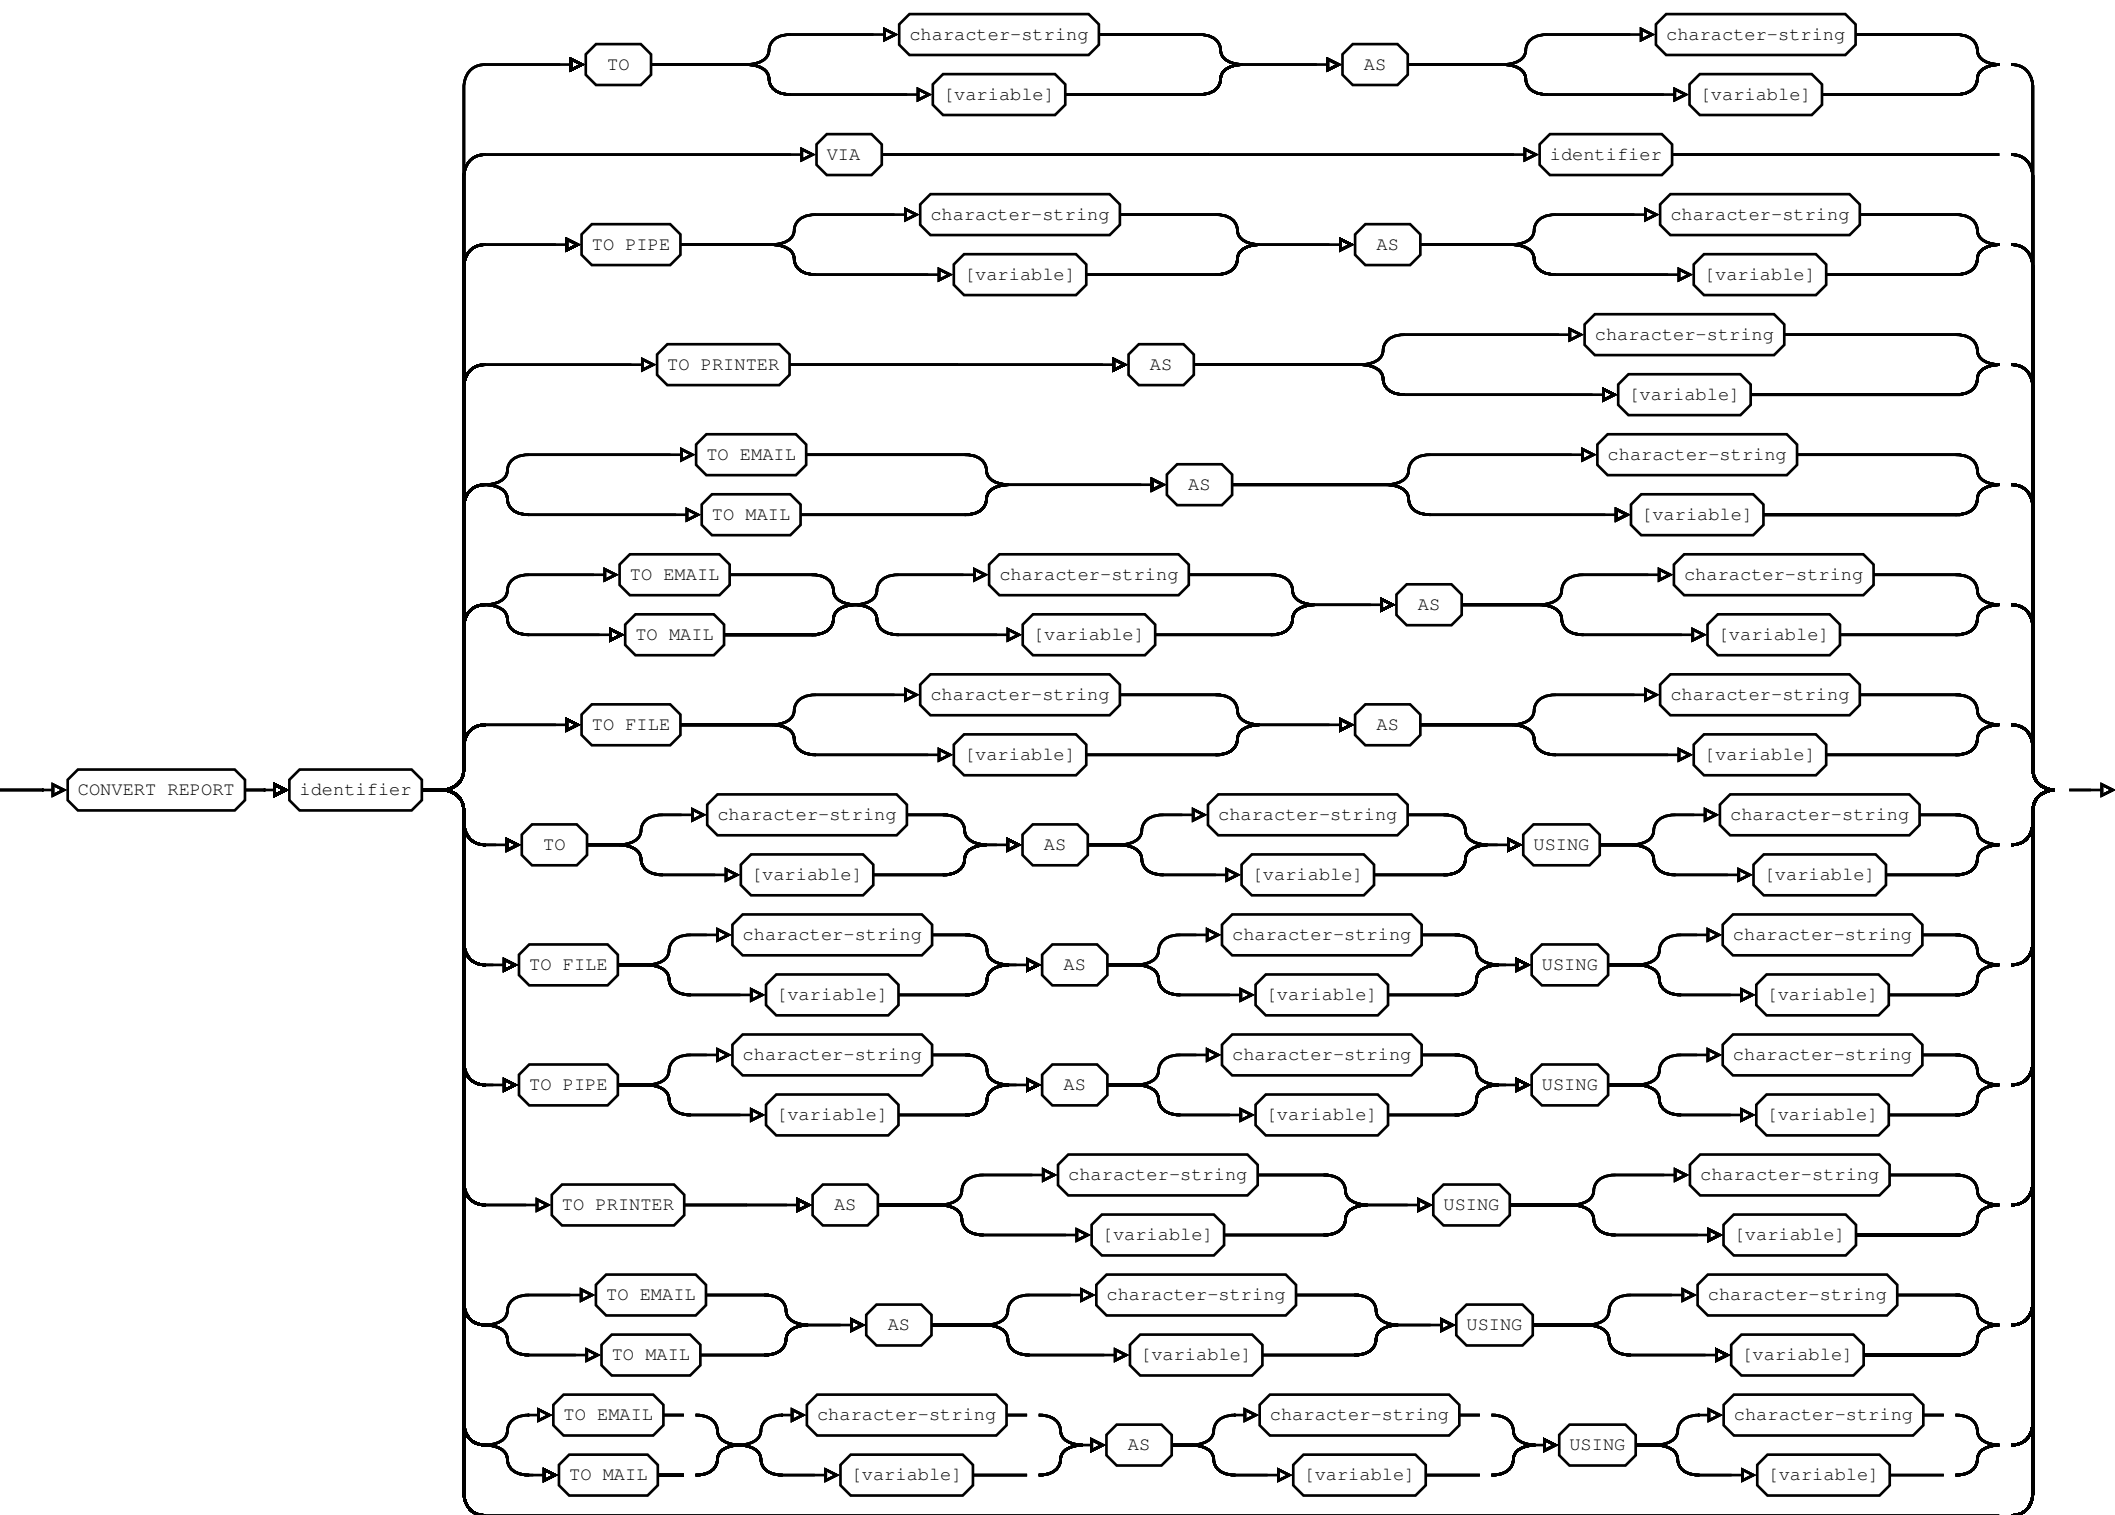 character-string character-string
TO AS
[variable] [variable]
VIA identifier
character-string character-string
TO PIPE AS
[variable] [variable]
character-string
TO PRINTER AS
[variable]
TO EMAIL character-string
AS
TO MAIL [variable]
TO EMAIL character-string character-string
AS
TO MAIL [variable] [variable]
character-string character-string
TO FILE AS
[variable] [variable]
CONVERT REPORT identifier
character-string character-string character-string
TO AS USING
[variable] [variable] [variable]
character-string character-string character-string
TO FILE AS USING
[variable] [variable] [variable]
character-string character-string character-string
TO PIPE AS USING
[variable] [variable] [variable]
character-string character-string
TO PRINTER AS USING
[variable] [variable]
TO EMAIL character-string character-string
AS USING
TO MAIL [variable] [variable]
TO EMAIL character-string character-string character-string
AS USING
TO MAIL [variable] [variable] [variable]